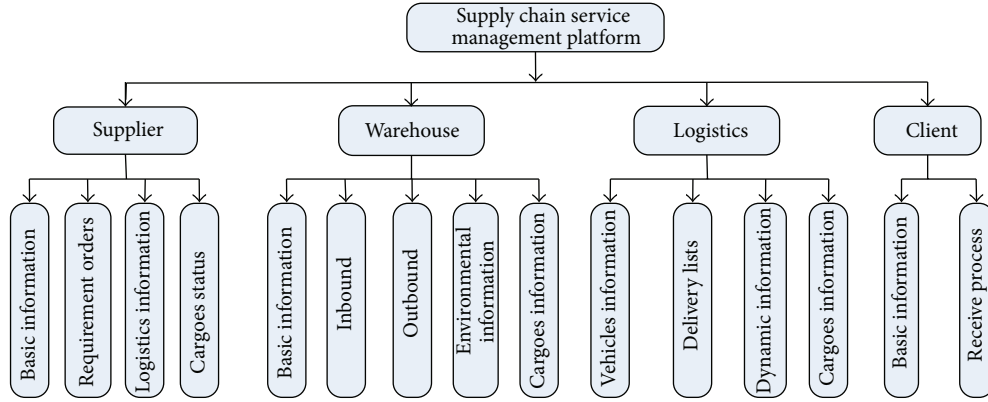 Supply chain service
management platform
Supplier
Warehouse
Logistics
Client
Basic information
Requirement orders
Logistics information
Cargoes status
Basic information
Inbound
Outbound
Environmental
information
Cargoes information
Vehicles information
Delivery lists
Dynamic information
Cargoes information
Basic information
Receive process